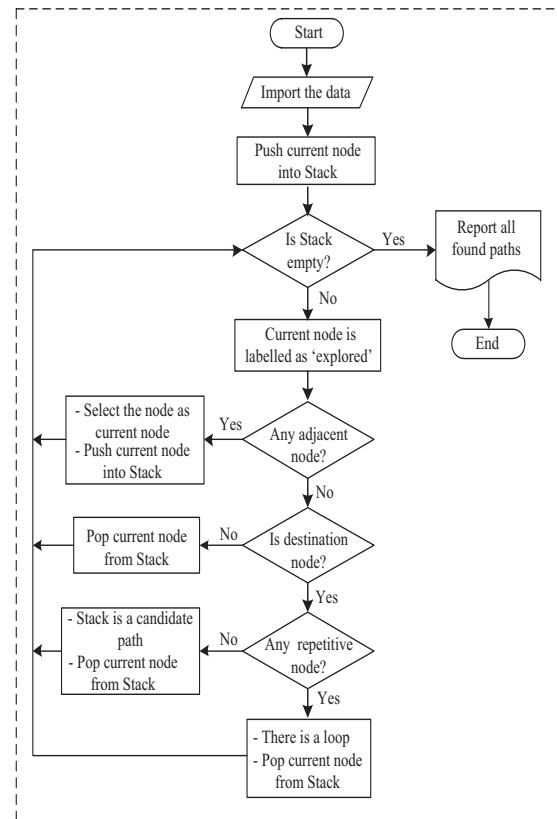 Start
Import the data
Push current node
into Stack
Is Stack
empty?
Yes
Report all
found paths
No
End
Current node is
labelled as ‘explored’
- Select the node as
current node
- Push current node
into Stack
Yes
Any adjacent
node?
No
Pop current node
from Stack
No
Is destination
node?
Yes
- Stack is a candidate
path
- Pop current node
from Stack
No
Any repetitive
node?
Yes
- There is a loop
- Pop current node
from Stack